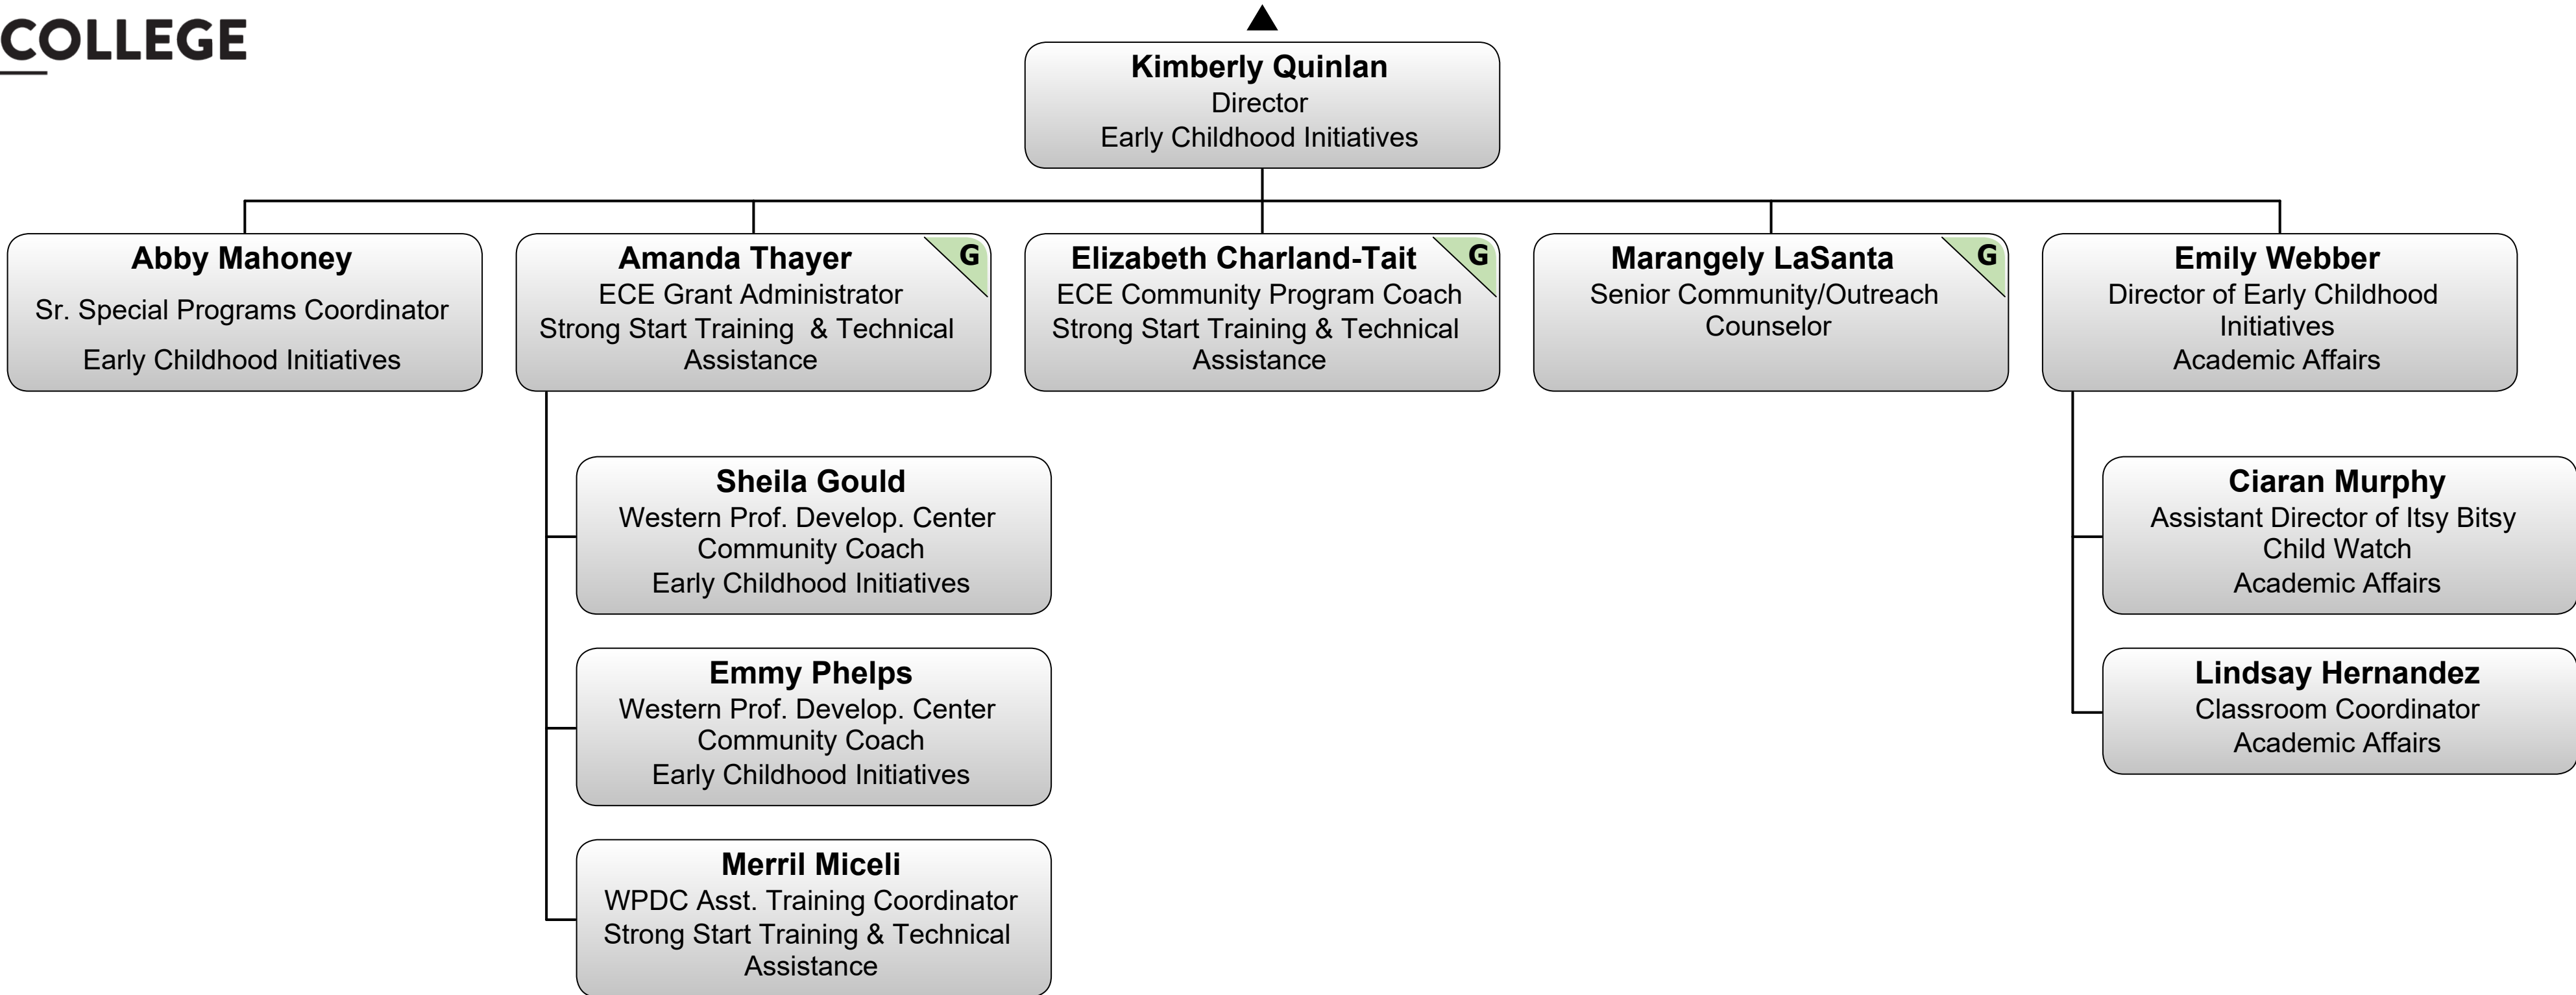 COLLEGE
Kimberly Quinlan
Director
Early Childhood Initiatives
Abby Mahoney
Sr. Special Programs Coordinator
Early Childhood Initiatives
Amanda Thayer
G
ECE Grant Administrator
Strong Start Training  & Technical
Assistance
Elizabeth Charland-Tait
G
ECE Community Program Coach
Strong Start Training & Technical
Assistance
Marangely LaSanta
G
Senior Community/Outreach
Counselor
Emily Webber
Director of Early Childhood
Initiatives
Academic Affairs
Sheila Gould
Western Prof. Develop. Center
Community Coach
Early Childhood Initiatives
Emmy Phelps
Western Prof. Develop. Center
Community Coach
Early Childhood Initiatives
Merril Miceli
WPDC Asst. Training Coordinator
Strong Start Training & Technical
Assistance
Ciaran Murphy
Assistant Director of Itsy Bitsy
Child Watch
Academic Affairs
Lindsay Hernandez
Classroom Coordinator
Academic Affairs